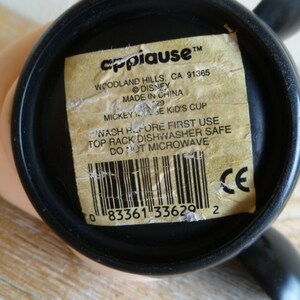 applause™
WOODLAND HILLS, CA 91365
© DISNEY
MADE IN CHINA
MICKEY KID'S CUP
WASH BEFORE FIRST USE
TOP RACK DISHWASHER SAFE
DO NOT MICROWAVE
CE
0 83361 33629 2